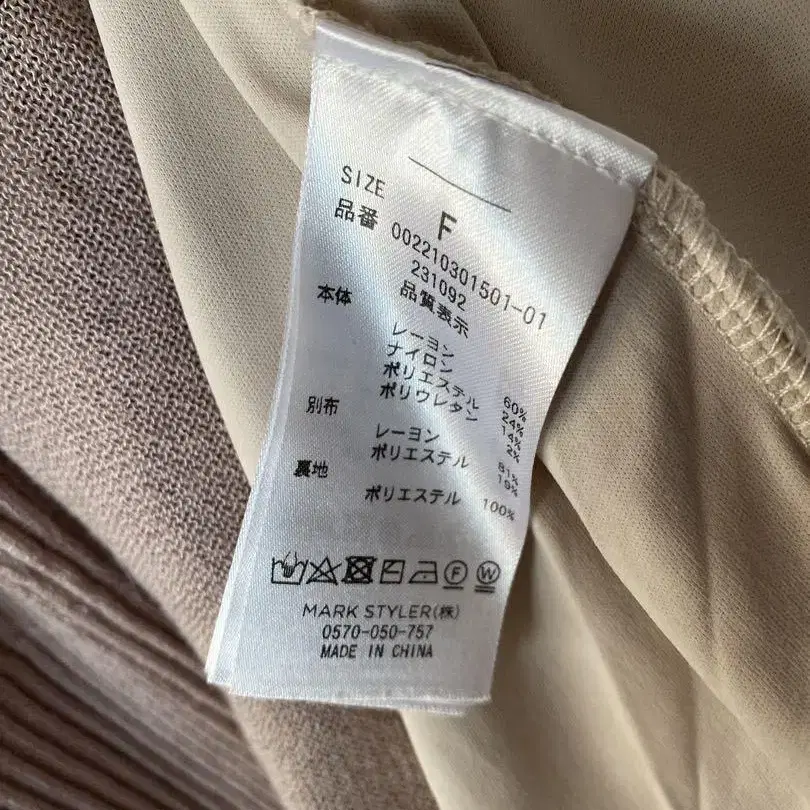 SIZE F
品番 002210301501-01
231092
品質表示
本体
レーヨン 60%
ナイロン 24%
ポリエステル 14%
ポリウレタン 2%
別布
レーヨン 81%
ポリエステル 19%
裏地
ポリエステル 100%
F W
MARK STYLER(株)
0570-050-757
MADE IN CHINA